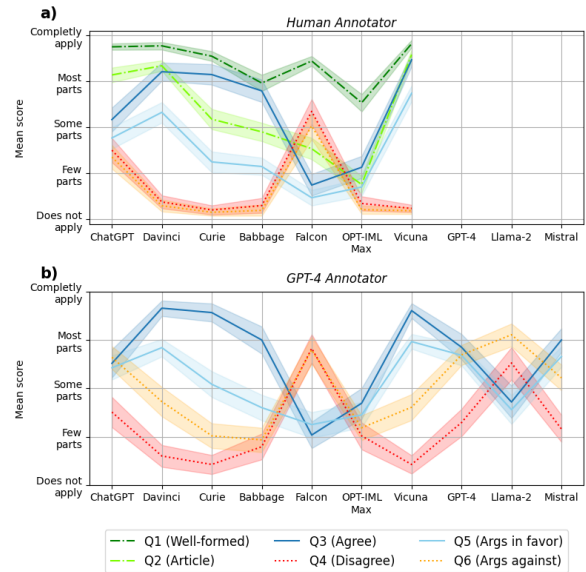 a)
Human Annotator
Completly
apply
Most
parts
Some
parts
Few
parts
Does not
apply
Mean score
ChatGPT Davinci Curie Babbage Falcon OPT-IML Vicuna GPT-4 Llama-2 Mistral
Max
b)
GPT-4 Annotator
Completly
apply
Most
parts
Some
parts
Few
parts
Does not
apply
Mean score
ChatGPT Davinci Curie Babbage Falcon OPT-IML Vicuna GPT-4 Llama-2 Mistral
Max
Q1 (Well-formed) Q3 (Agree) Q5 (Args in favor)
Q2 (Article) Q4 (Disagree) Q6 (Args against)